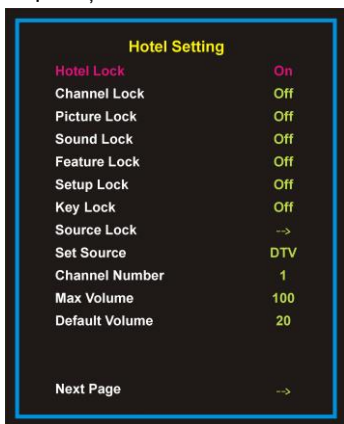 Hotel Setting
Hotel Lock On
Channel Lock Off
Picture Lock Off
Sound Lock Off
Feature Lock Off
Setup Lock Off
Key Lock Off
Source Lock -->
Set Source DTV
Channel Number 1
Max Volume 100
Default Volume 20
Next Page -->